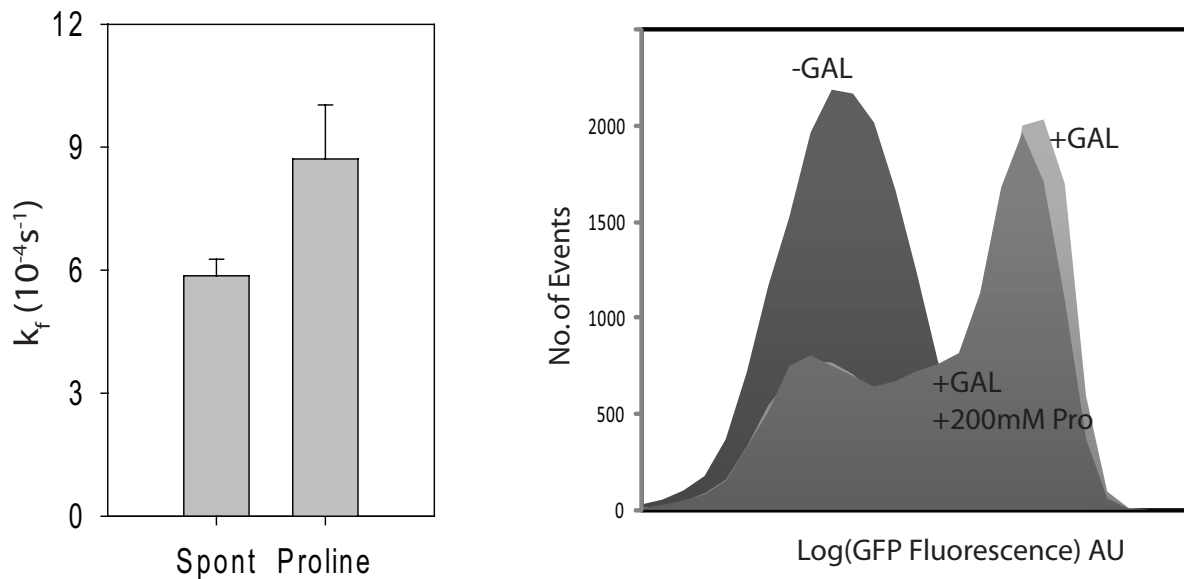 12
9
6
3
0
k_f (10^-4 s^-1)
Spont Proline
-GAL
+GAL
+GAL
+200mM Pro
2000
1500
1000
500
0
No. of Events
Log(GFP Fluorescence) AU